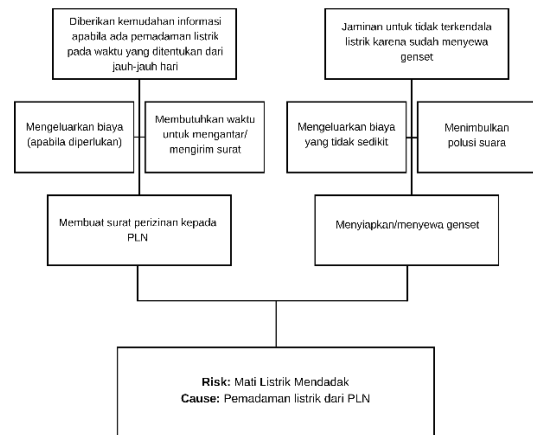 Diberikan kemudahan informasi
apabila ada pemadaman listrik
pada waktu yang ditentukan dari
jauh-jauh hari
Jaminan untuk tidak terkendala
listrik karena sudah menyewa
genset
Mengeluarkan biaya
(apabila diperlukan)
Membutuhkan waktu
untuk mengantar/
mengirim surat
Mengeluarkan biaya
yang tidak sedikit
Menimbulkan
polusi suara
Membuat surat perizinan kepada
PLN
Menyiapkan/menyewa genset
Risk: Mati Listrik Mendadak
Cause: Pemadaman listrik dari PLN